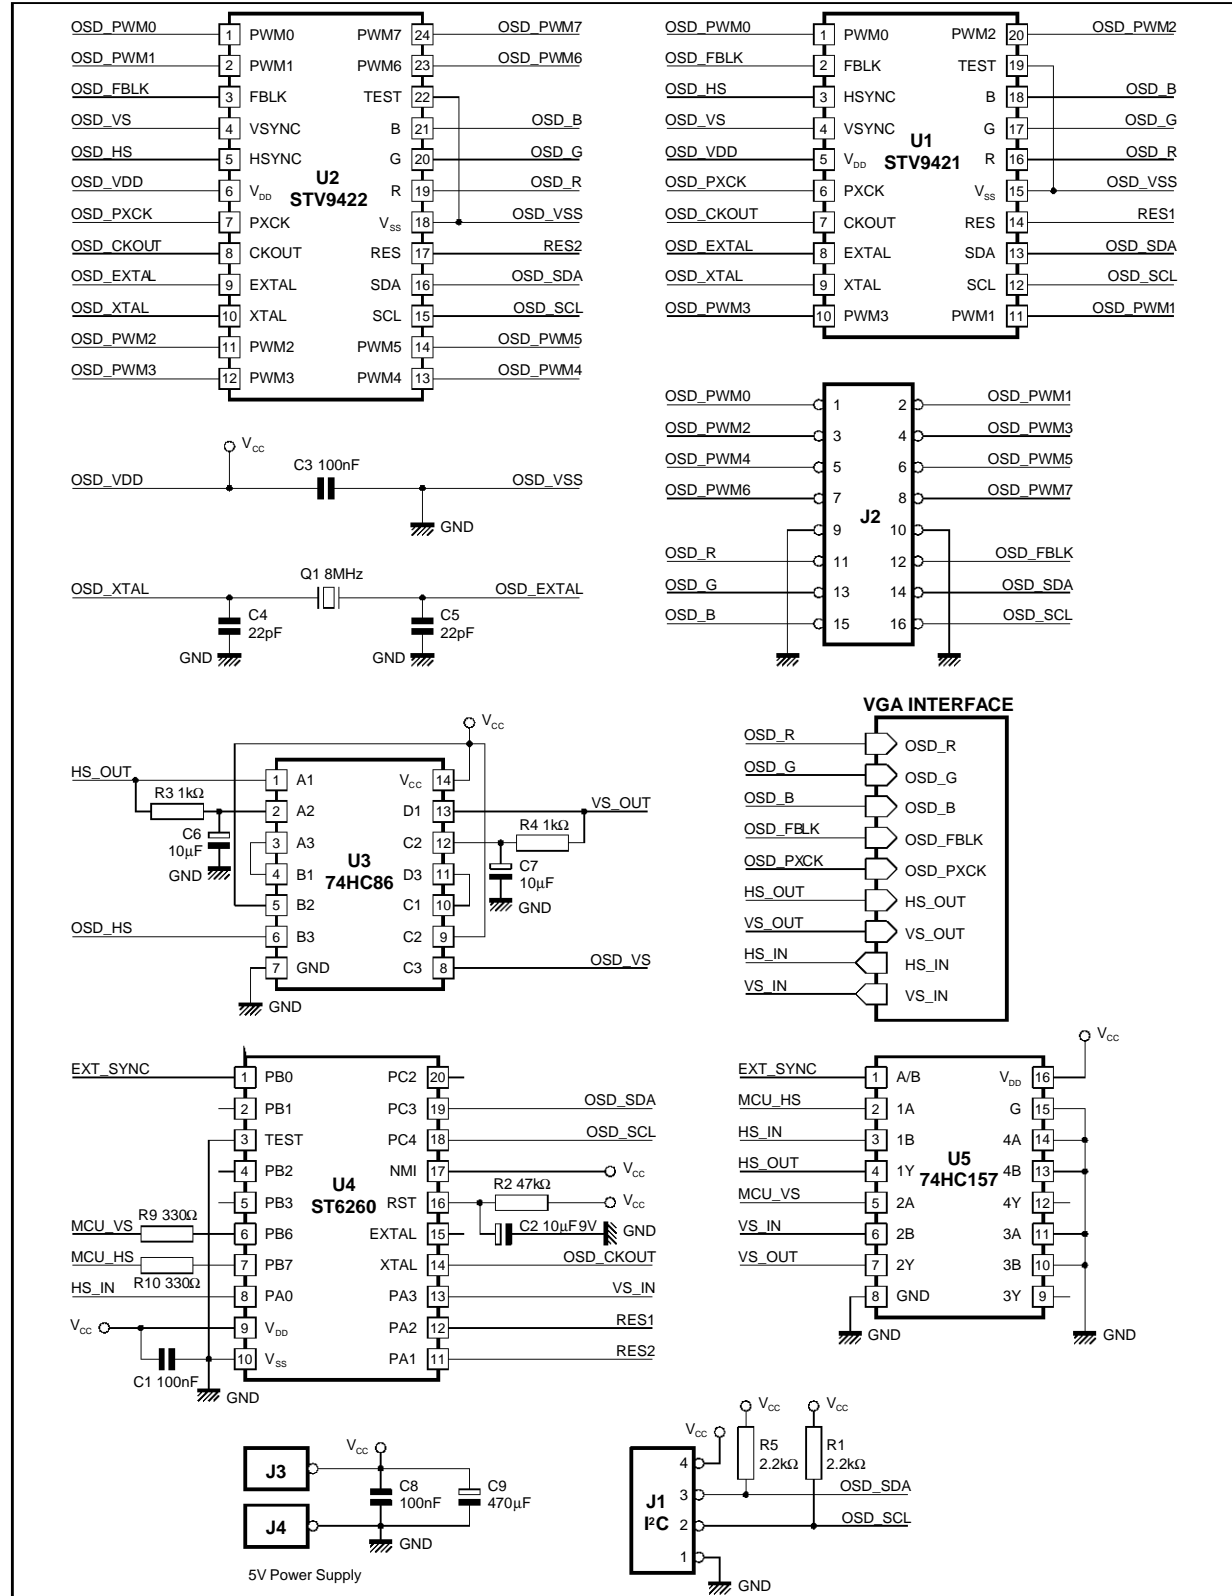 OSD_PWM0 1 PWM0 PWM7 24 OSD_PWM7
OSD_PWM1 2 PWM1 PWM6 23 OSD_PWM6
OSD_FBLK 3 FBLK TEST 22
OSD_VS 4 VSYNC B 21 OSD_B
OSD_HS 5 HSYNC G 20 OSD_G
OSD_VDD 6 VDD R 19 OSD_R
OSD_PXCK 7 PXCK VSS 18 OSD_VSS
OSD_CKOUT 8 CKOUT RES 17 RES2
OSD_EXTAL 9 EXTAL SDA 16 OSD_SDA
OSD_XTAL 10 XTAL SCL 15 OSD_SCL
OSD_PWM2 11 PWM2 PWM5 14 OSD_PWM5
OSD_PWM3 12 PWM3 PWM4 13 OSD_PWM4
U2
STV9422
OSD_PWM0 1 PWM0 PWM2 20 OSD_PWM2
OSD_FBLK 2 FBLK TEST 19
OSD_HS 3 HSYNC B 18 OSD_B
OSD_VS 4 VSYNC G 17 OSD_G
OSD_VDD 5 VDD R 16 OSD_R
OSD_PXCK 6 PXCK VSS 15 OSD_VSS
OSD_CKOUT 7 CKOUT RES 14 RES1
OSD_EXTAL 8 EXTAL SDA 13 OSD_SDA
OSD_XTAL 9 XTAL SCL 12 OSD_SCL
OSD_PWM3 10 PWM3 PWM1 11 OSD_PWM1
U1
STV9421
VCC
C3 100nF
OSD_VDD OSD_VSS
GND
Q1 8MHz
OSD_XTAL OSD_EXTAL
C4
22pF
C5
22pF
GND GND
OSD_PWM0 1 2 OSD_PWM1
OSD_PWM2 3 4 OSD_PWM3
OSD_PWM4 5 6 OSD_PWM5
OSD_PWM6 7 8 OSD_PWM7
J2
9 10
OSD_R 11 12 OSD_FBLK
OSD_G 13 14 OSD_SDA
OSD_B 15 16 OSD_SCL
VCC
HS_OUT 1 A1 VCC 14
R3 1kΩ 2 A2 D1 13 VS_OUT
C6
10µF
3 A3 C2 12 R4 1kΩ
GND 4 B1 D3 11
C7
10µF
5 B2 C1 10
GND
OSD_HS 6 B3 C2 9
7 GND C3 8 OSD_VS
GND
U3
74HC86
VGA INTERFACE
OSD_R OSD_R
OSD_G OSD_G
OSD_B OSD_B
OSD_FBLK OSD_FBLK
OSD_PXCK OSD_PXCK
HS_OUT HS_OUT
VS_OUT VS_OUT
HS_IN HS_IN
VS_IN VS_IN
EXT_SYNC 1 PB0 PC2 20
2 PB1 PC3 19 OSD_SDA
3 TEST PC4 18 OSD_SCL
4 PB2 NMI 17 VCC
5 PB3 RST 16 R2 47kΩ VCC
C2 10µF9V GND
MCU_VS R9 330Ω 6 PB6 EXTAL 15
MCU_HS R10 330Ω 7 PB7 XTAL 14 OSD_CKOUT
HS_IN 8 PA0 PA3 13 VS_IN
VCC 9 VDD PA2 12 RES1
C1 100nF 10 VSS PA1 11 RES2
GND
U4
ST6260
VCC
EXT_SYNC 1 A/B VDD 16
MCU_HS 2 1A G 15
HS_IN 3 1B 4A 14
HS_OUT 4 1Y 4B 13
MCU_VS 5 2A 4Y 12
VS_IN 6 2B 3A 11
VS_OUT 7 2Y 3B 10
8 GND 3Y 9
GND GND
U5
74HC157
VCC
J3
C8
100nF
C9
470µF
J4
GND
5V Power Supply
VCC VCC VCC
R5
2.2kΩ
R1
2.2kΩ
J1
I²C
4
3 OSD_SDA
2 OSD_SCL
1
GND